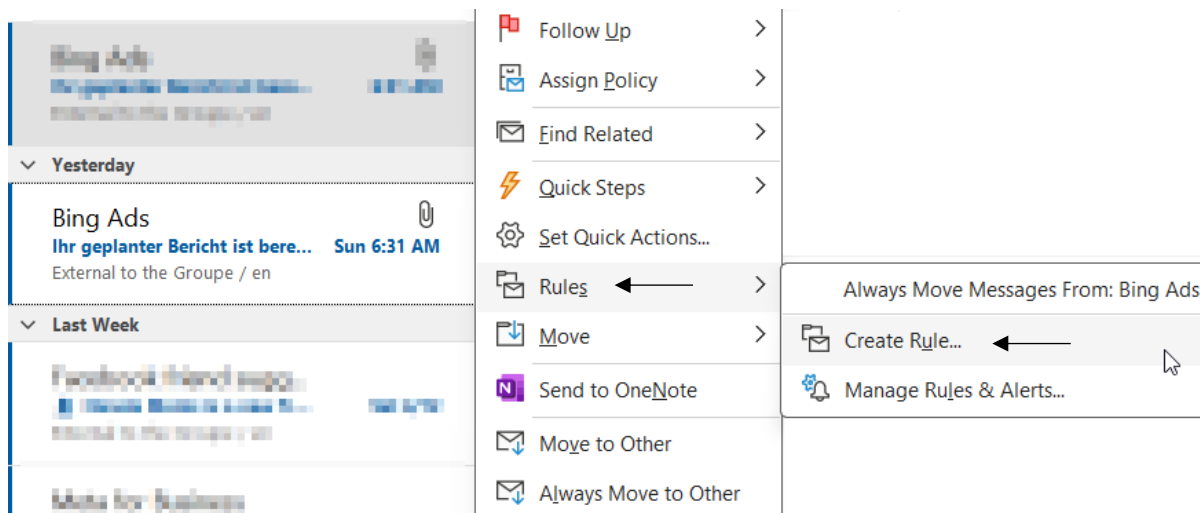 Yesterday
Bing Ads
Ihr geplanter Bericht ist bere... Sun 6:31 AM
External to the Groupe / en
Last Week
Follow Up
Assign Policy
Find Related
Quick Steps
Set Quick Actions...
Rules
Move
Send to OneNote
Move to Other
Always Move to Other
Always Move Messages From: Bing Ads
Create Rule...
Manage Rules & Alerts...